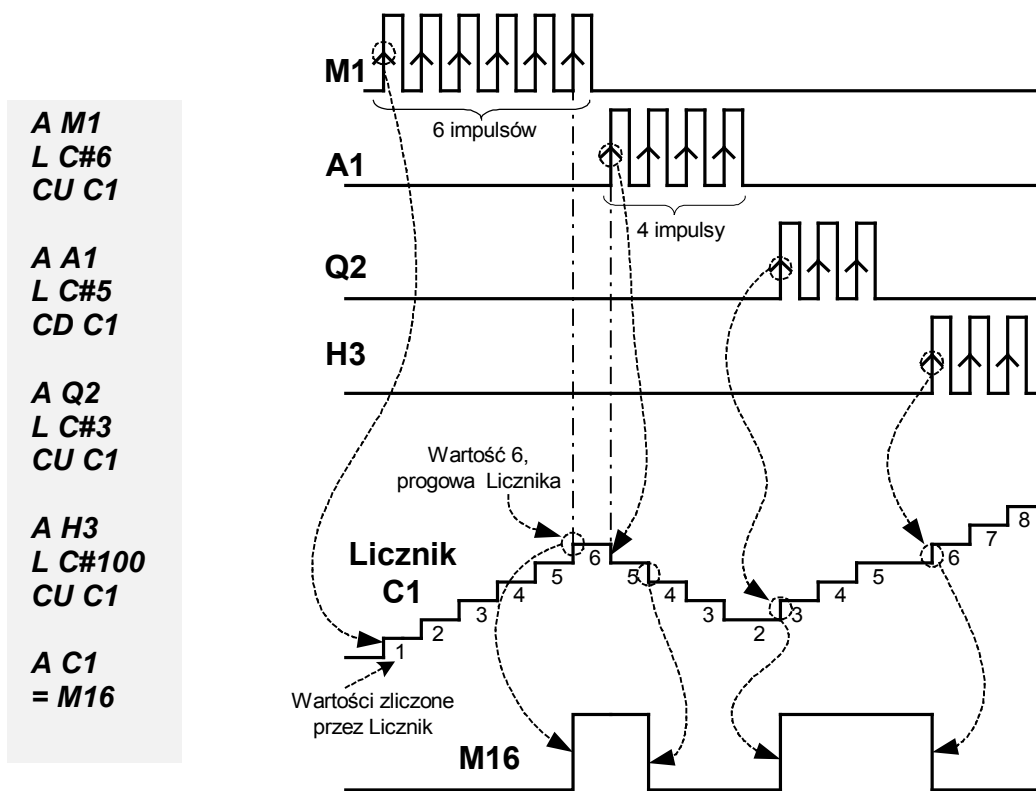 A M1
L C#6
CU C1
A A1
L C#5
CD C1
A Q2
L C#3
CU C1
A H3
L C#100
CU C1
A C1
= M16
M1
6 impulsów
A1
4 impulsy
Q2
H3
Wartość 6,
progowa Licznika
Licznik
C1
1
2
3
4
5
6
5
4
3
2
3
4
5
6
7
8
Wartości zliczone
przez Licznik
M16